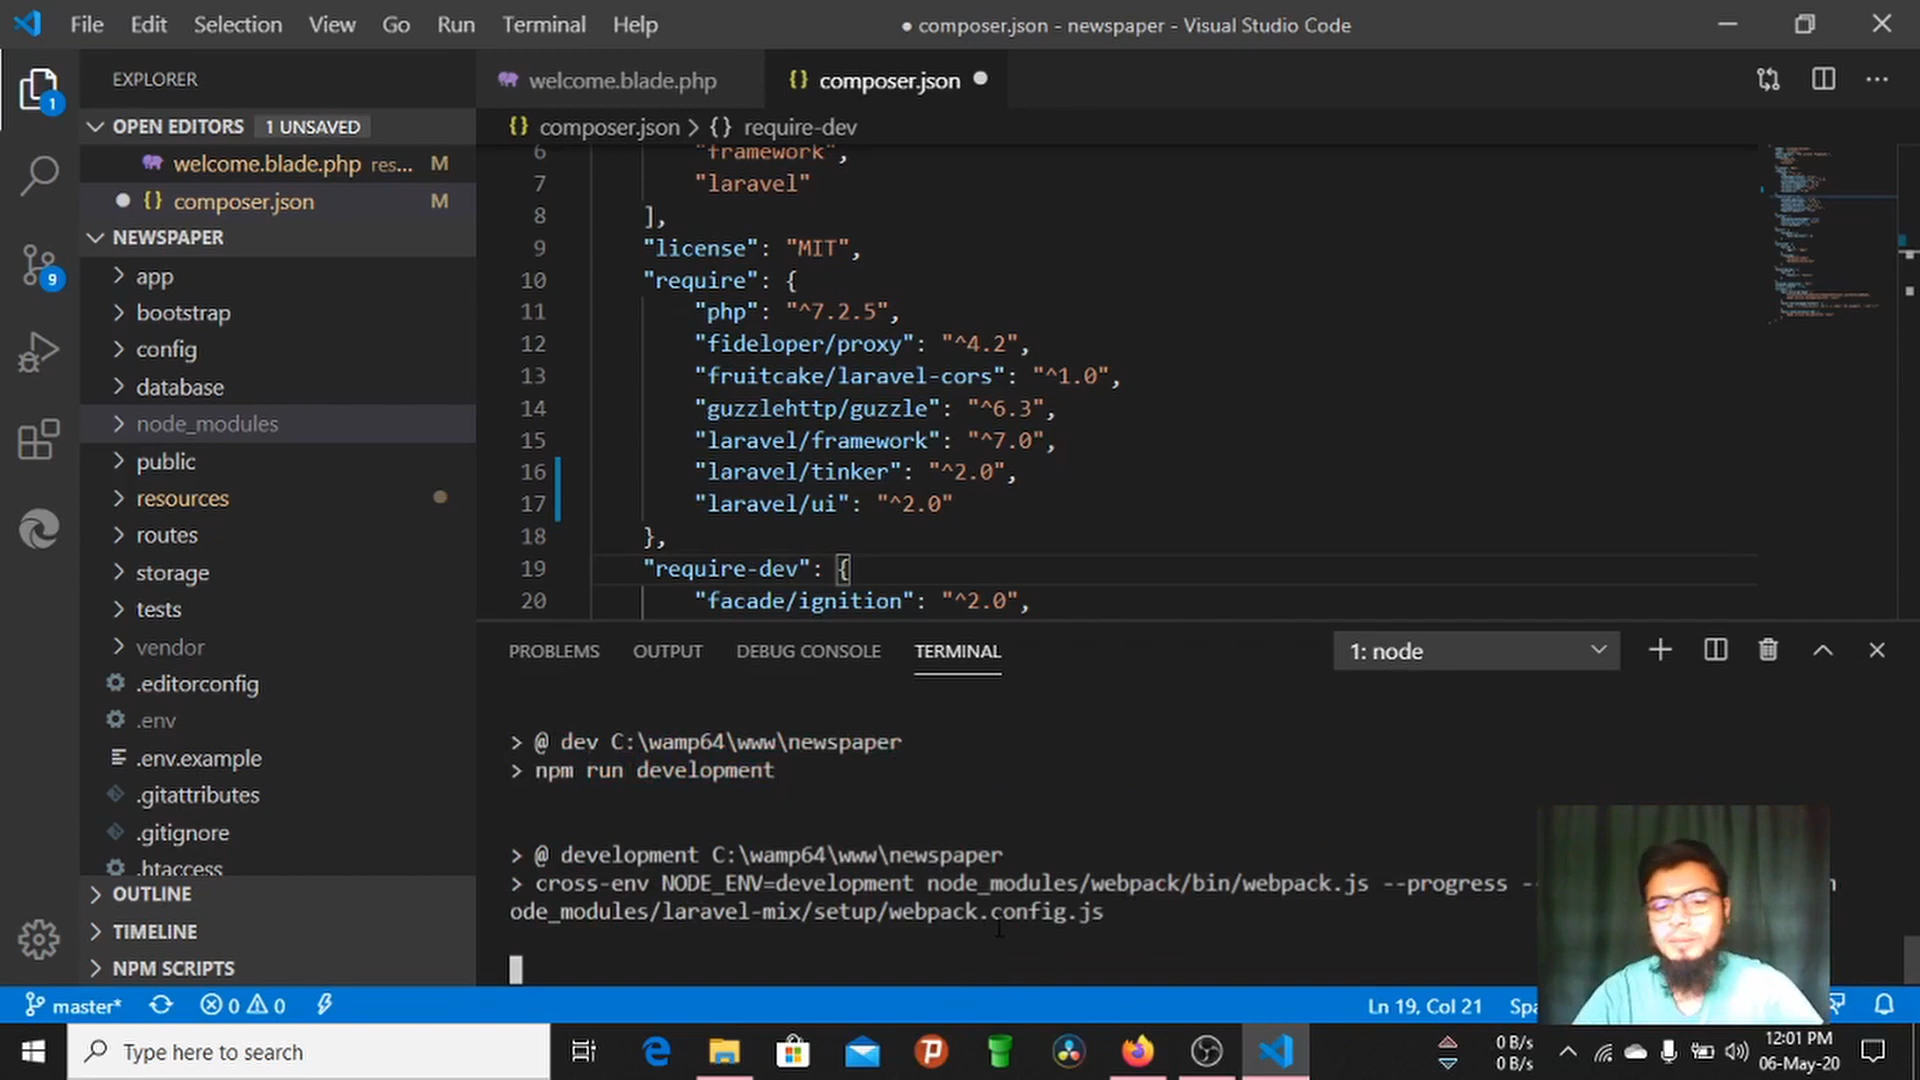 File Edit Selection View Go Run Terminal Help
● composer.json - newspaper - Visual Studio Code
EXPLORER
OPEN EDITORS 1 UNSAVED
welcome.blade.php res... M
composer.json M
NEWSPAPER
app
bootstrap
config
database
node_modules
public
resources
routes
storage
tests
vendor
.editorconfig
.env
.env.example
.gitattributes
.gitignore
.htaccess
OUTLINE
TIMELINE
NPM SCRIPTS
1
9
welcome.blade.php
{} composer.json
{} composer.json > {} require-dev
6 "framework",
7 "laravel"
8 ],
9 "license": "MIT",
10 "require": {
11 "php": "^7.2.5",
12 "fideloper/proxy": "^4.2",
13 "fruitcake/laravel-cors": "^1.0",
14 "guzzlehttp/guzzle": "^6.3",
15 "laravel/framework": "^7.0",
16 "laravel/tinker": "^2.0",
17 "laravel/ui": "^2.0"
18 },
19 "require-dev": {
20 "facade/ignition": "^2.0",
PROBLEMS OUTPUT DEBUG CONSOLE TERMINAL
1: node
> @ dev C:\wamp64\www\newspaper
> npm run development
> @ development C:\wamp64\www\newspaper
> cross-env NODE_ENV=development node_modules/webpack/bin/webpack.js --progress
ode_modules/laravel-mix/setup/webpack.config.js
master* 0 0
Ln 19, Col 21
Type here to search
0 B/s
0 B/s
12:01 PM
06-May-20